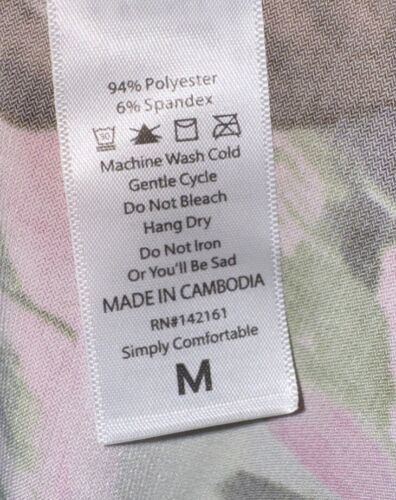 94% Polyester
6% Spandex
30
Machine Wash Cold
Gentle Cycle
Do Not Bleach
Hang Dry
Do Not Iron
Or You'll Be Sad
MADE IN CAMBODIA
RN#142161
Simply Comfortable
M